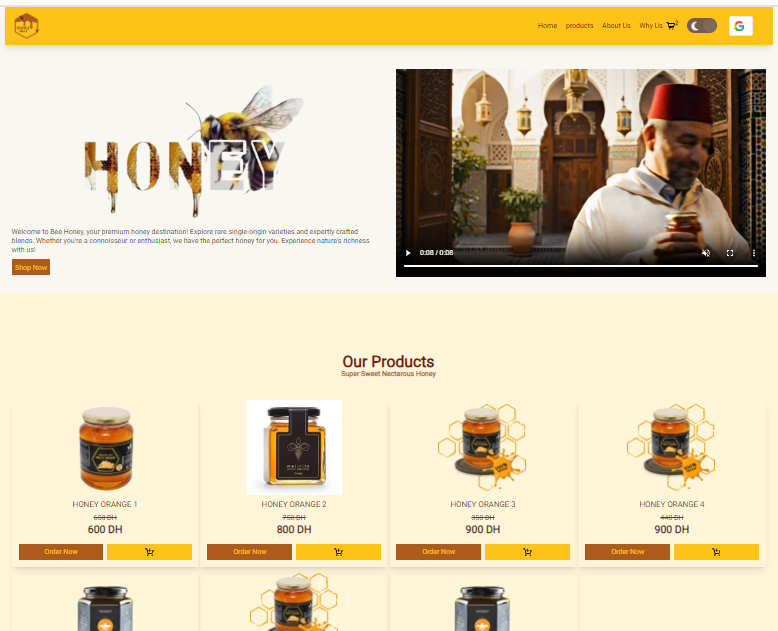 Home products About Us Why Us 2
HONEY
Welcome to Bee Honey, your premium honey destination! Explore rare single-origin varieties and expertly crafted
blends. Whether you're a connoisseur or enthusiast, we have the perfect honey for you. Experience nature's richness
with us!
Shop Now
0:08 / 0:08
Our Products
Super Sweet Nectarous Honey
HONEY ORANGE 1
650 DH
600 DH
Order Now
HONEY ORANGE 2
750 DH
800 DH
Order Now
HONEY ORANGE 3
350 DH
900 DH
Order Now
HONEY ORANGE 4
440 DH
900 DH
Order Now
HONEY
HONEY